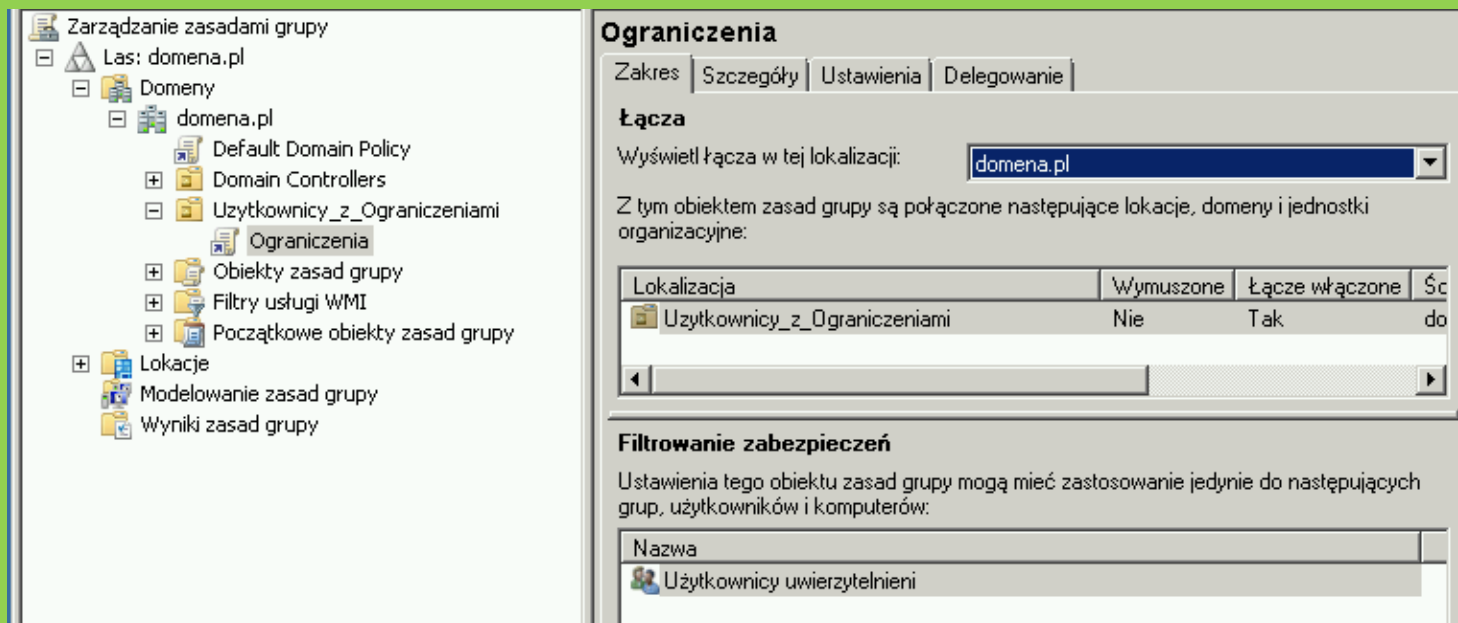 Zarządzanie zasadami grupy
Las: domena.pl
Domeny
domena.pl
Default Domain Policy
Domain Controllers
Uzytkownicy_z_Ograniczeniami
Ograniczenia
Obiekty zasad grupy
Filtry usługi WMI
Początkowe obiekty zasad grupy
Lokacje
Modelowanie zasad grupy
Wyniki zasad grupy
Ograniczenia
Zakres Szczegóły Ustawienia Delegowanie
Łącza
Wyświetl łącza w tej lokalizacji: domena.pl
Z tym obiektem zasad grupy są połączone następujące lokacje, domeny i jednostki
organizacyjne:
Lokalizacja Wymuszone Łącze włączone Śc
Uzytkownicy_z_Ograniczeniami Nie Tak do
Filtrowanie zabezpieczeń
Ustawienia tego obiektu zasad grupy mogą mieć zastosowanie jedynie do następujących
grup, użytkowników i komputerów:
Nazwa
Użytkownicy uwierzytelnieni